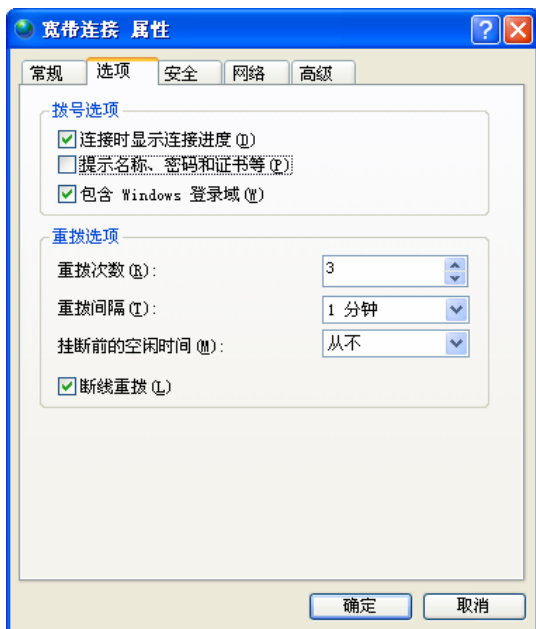 宽带连接 属性
常规 选项 安全 网络 高级
拨号选项
连接时显示连接进度(D)
提示名称、密码和证书等(P)
包含 Windows 登录域(W)
重拨选项
重拨次数(R): 3
重拨间隔(T): 1 分钟
挂断前的空闲时间(M): 从不
断线重拨(L)
确定 取消